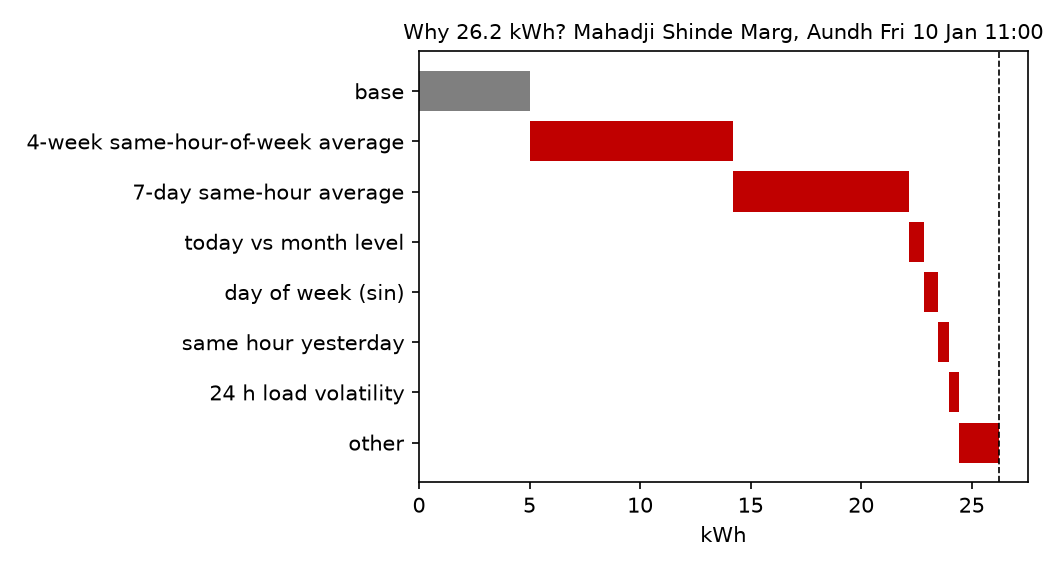 Why 26.2 kWh? Mahadji Shinde Marg, Aundh Fri 10 Jan 11:00
base
4-week same-hour-of-week average
7-day same-hour average
today vs month level
day of week (sin)
same hour yesterday
24 h load volatility
other
0 5 10 15 20 25
kWh